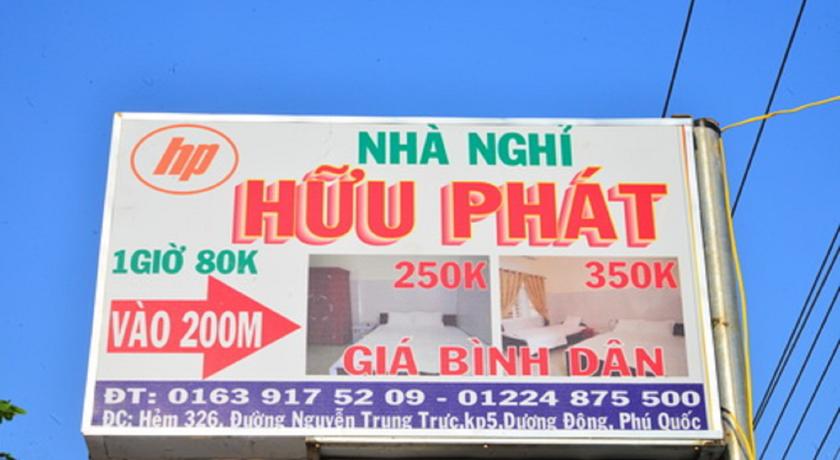 hp
NHÀ NGHỈ
HỮU PHÁT
1GIỜ 80K
250K
350K
VÀO 200M
GIÁ BÌNH DÂN
ĐT: 0163 917 52 09 - 01224 875 500
ĐC: Hẻm 326, Đường Nguyễn Trung Trực,kp5,Dương Đông, Phú Quốc